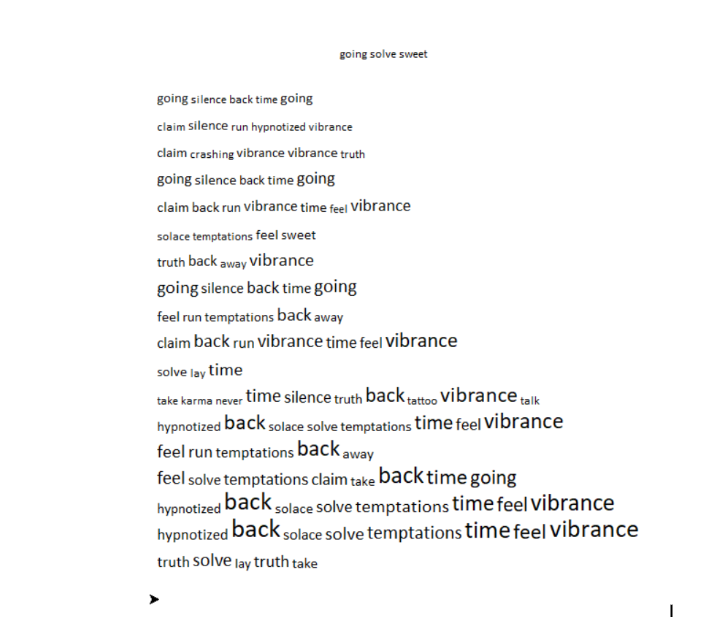 going solve sweet
going silence back time going
claim silence run hypnotized vibrance
claim crashing vibrance vibrance truth
going silence back time going
claim back run vibrance time feel vibrance
solace temptations feel sweet
truth back away vibrance
going silence back time going
feel run temptations back away
claim back run vibrance time feel vibrance
solve lay time
take karma never time silence truth back tattoo vibrance talk
hypnotized back solace solve temptations time feel vibrance
feel run temptations back away
feel solve temptations claim take back time going
hypnotized back solace solve temptations time feel vibrance
hypnotized back solace solve temptations time feel vibrance
truth solve lay truth take